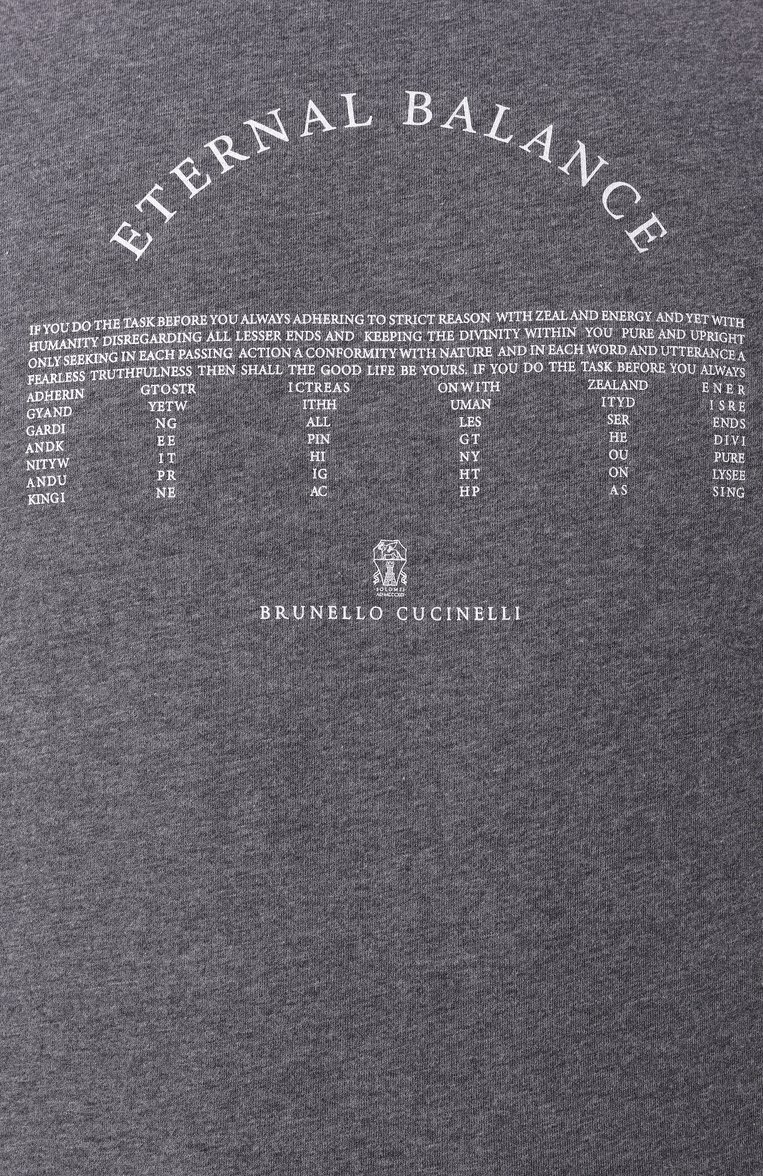 ETERNAL BALANCE
IF YOU DO THE TASK BEFORE YOU ALWAYS ADHERING TO STRICT REASON WITH ZEAL AND ENERGY AND YET WITH
HUMANITY DISREGARDING ALL LESSER ENDS AND KEEPING THE DIVINITY WITHIN YOU PURE AND UPRIGHT
ONLY SEEKING IN EACH PASSING ACTION A CONFORMITY WITH NATURE AND IN EACH WORD AND UTTERANCE A
FEARLESS TRUTHFULNESS THEN SHALL THE GOOD LIFE BE YOURS. IF YOU DO THE TASK BEFORE YOU ALWAYS
ADHERIN GTOSTR ICTREAS ONWITH ZEALAND ENER
GYAND YETW ITHH UMAN ITYD ISRE
GARDI NG ALL LES SER ENDS
ANDK EE PIN GT HE DIVI
NITYW IT HI NY OU PURE
ANDU PR IG HT ON LYSEE
KINGI NE AC HP AS SING
SOLOMEI
BRUNELLO CUCINELLI